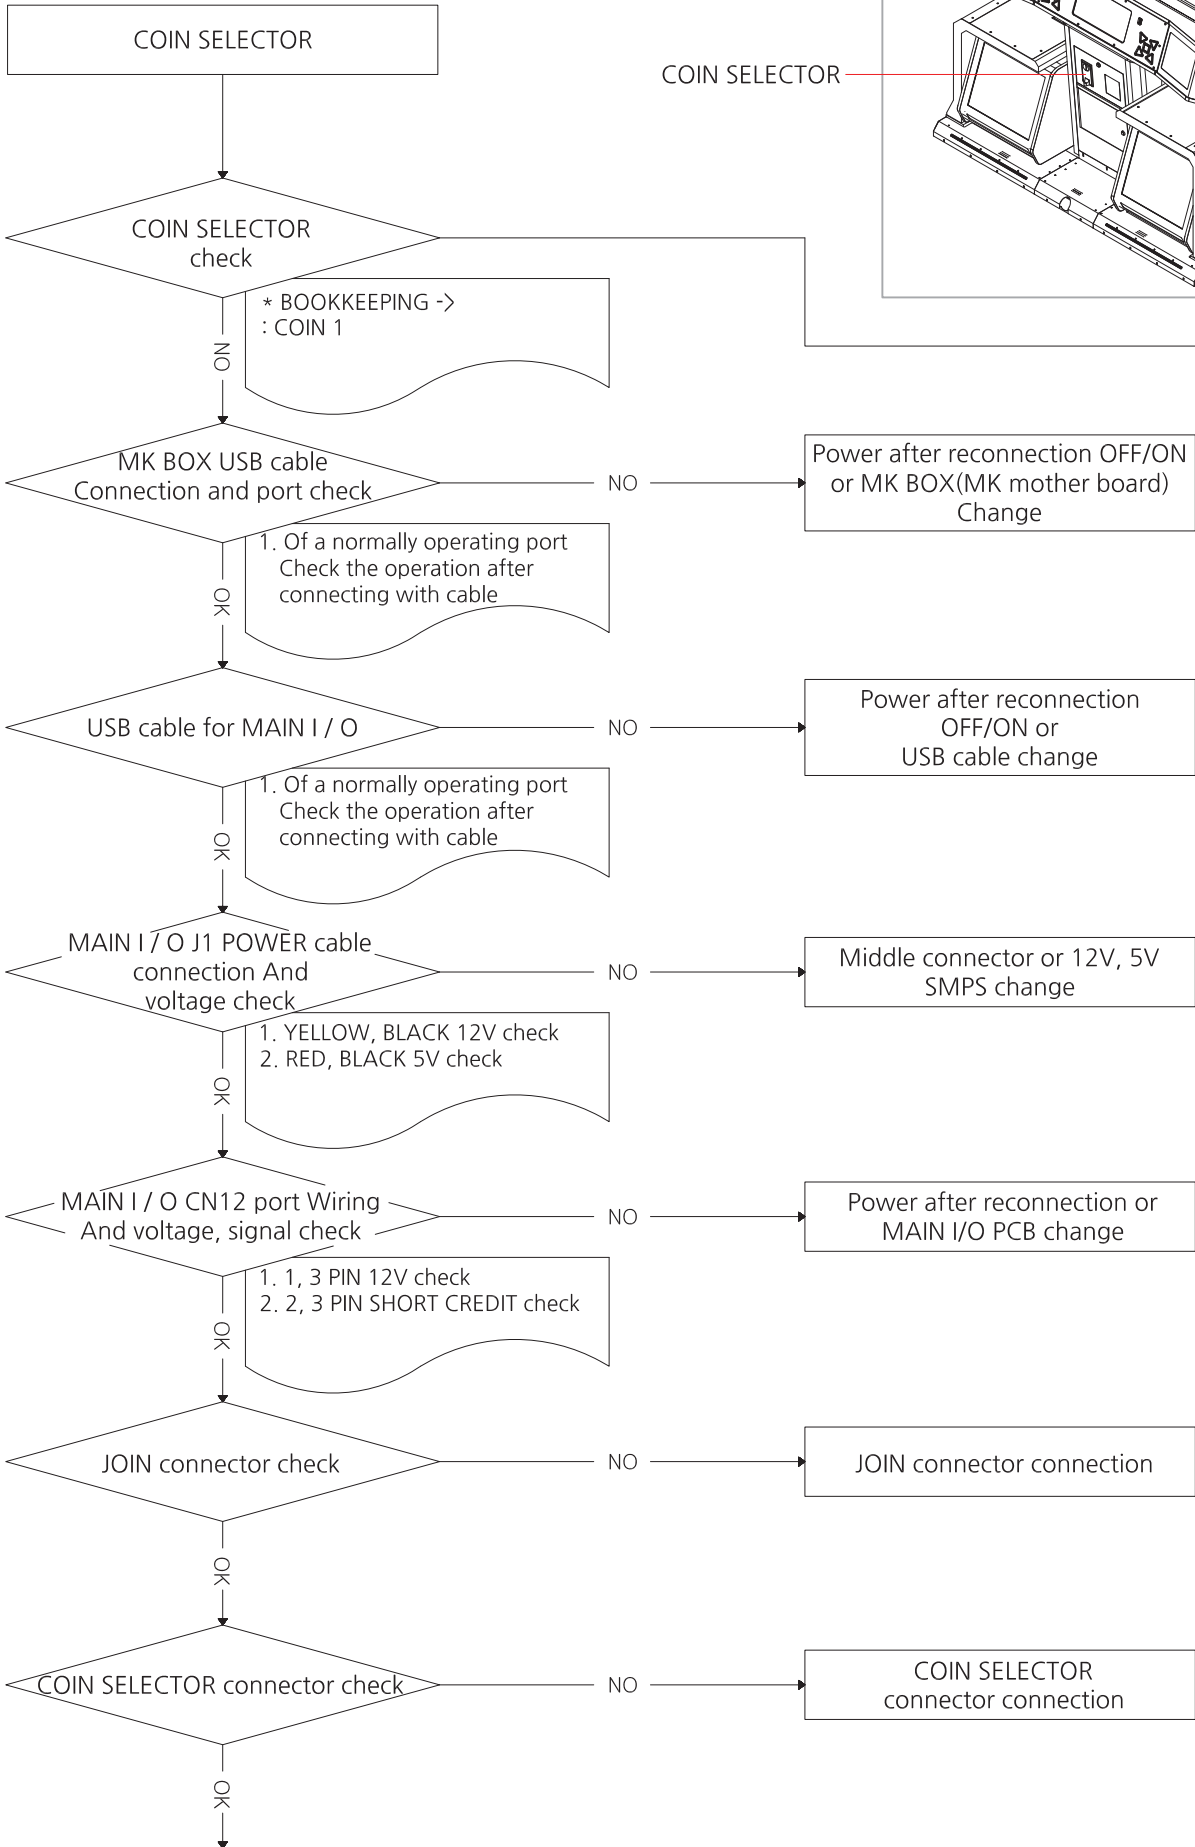 COIN SELECTOR
COIN SELECTOR
COIN SELECTOR
check
* BOOKKEEPING ->
: COIN 1
NO
MK BOX USB cable
Connection and port check
NO
Power after reconnection OFF/ON
or MK BOX(MK mother board)
Change
1. Of a normally operating port
Check the operation after
connecting with cable
OK
USB cable for MAIN I / O
NO
Power after reconnection
OFF/ON or
USB cable change
1. Of a normally operating port
Check the operation after
connecting with cable
OK
MAIN I / O J1 POWER cable
connection And
voltage check
NO
Middle connector or 12V, 5V
SMPS change
1. YELLOW, BLACK 12V check
2. RED, BLACK 5V check
OK
MAIN I / O CN12 port Wiring
And voltage, signal check
NO
Power after reconnection or
MAIN I/O PCB change
1. 1, 3 PIN 12V check
2. 2, 3 PIN SHORT CREDIT check
OK
JOIN connector check
NO
JOIN connector connection
OK
COIN SELECTOR connector check
NO
COIN SELECTOR
connector connection
OK